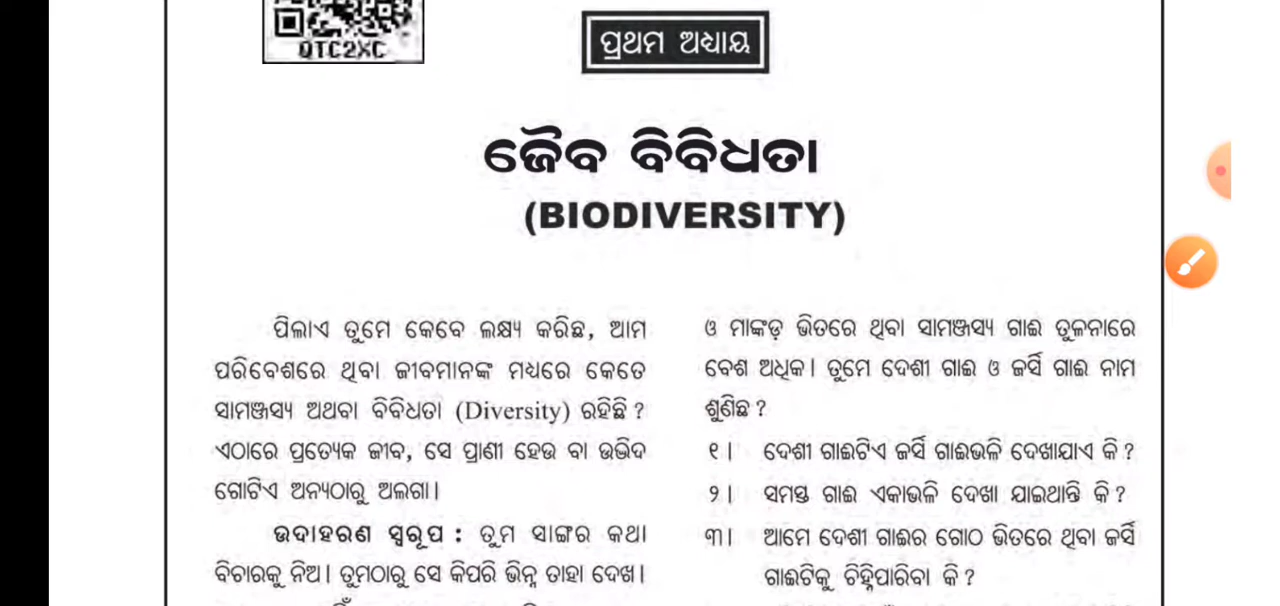 QTC2XC
ପ୍ରଥମ ଅଧ୍ୟାୟ
ଜୈବ ବିବିଧତା
(BIODIVERSITY)
ପିଲାଏ ତୁମେ କେବେ ଲକ୍ଷ୍ୟ କରିଛ, ଆମ
ପରିବେଶରେ ଥିବା ଜୀବମାନଙ୍କ ମଧ୍ୟରେ କେତେ
ସାମଞ୍ଜସ୍ୟ ଅଥବା ବିବିଧତା (Diversity) ରହିଛି ?
ଏଠାରେ ପ୍ରତ୍ୟେକ ଜୀବ, ସେ ପ୍ରାଣୀ ହେଉ ବା ଉଦ୍ଭିଦ
ଗୋଟିଏ ଅନ୍ୟଠାରୁ ଅଲଗା।
ଉଦାହରଣ ସ୍ୱରୂପ : ତୁମ ସାଙ୍ଗର କଥା
ବିଚାରକୁ ନିଅ। ତୁମଠାରୁ ସେ କିପରି ଭିନ୍ନ ତାହା ଦେଖ।
ଓ ମାଙ୍କଡ଼ ଭିତରେ ଥିବା ସାମଞ୍ଜସ୍ୟ ଗାଈ ତୁଳନାରେ
ବେଶ ଅଧିକ। ତୁମେ ଦେଶୀ ଗାଈ ଓ ଜର୍ସି ଗାଈ ନାମ
ଶୁଣିଛ ?
୧। ଦେଶୀ ଗାଈଟିଏ ଜର୍ସି ଗାଈଭଳି ଦେଖାଯାଏ କି ?
୨। ସମସ୍ତ ଗାଈ ଏକାଭଳି ଦେଖା ଯାଇଥାନ୍ତି କି ?
୩। ଆମେ ଦେଶୀ ଗାଈର ଗୋଠ ଭିତରେ ଥିବା ଜର୍ସି
ଗାଈଟିକୁ ଚିହ୍ନିପାରିବା କି ?